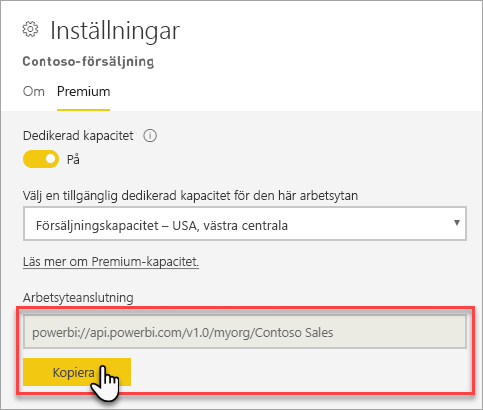 Inställningar
Contoso-försäljning
Om Premium
Dedikerad kapacitet
På
Välj en tillgänglig dedikerad kapacitet för den här arbetsytan
Försäljningskapacitet – USA, västra centrala
Läs mer om Premium-kapacitet.
Arbetsyteanslutning
powerbi://api.powerbi.com/v1.0/myorg/Contoso Sales
Kopiera